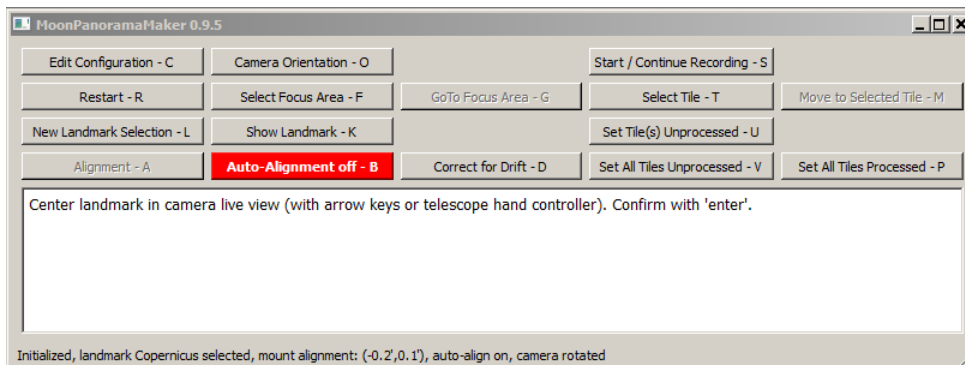 MoonPanoramaMaker 0.9.5
Edit Configuration - C
Camera Orientation - O
Start / Continue Recording - S
Restart - R
Select Focus Area - F
GoTo Focus Area - G
Select Tile - T
Move to Selected Tile - M
New Landmark Selection - L
Show Landmark - K
Set Tile(s) Unprocessed - U
Alignment - A
Auto-Alignment off - B
Correct for Drift - D
Set All Tiles Unprocessed - V
Set All Tiles Processed - P
Center landmark in camera live view (with arrow keys or telescope hand controller). Confirm with 'enter'.
Initialized, landmark Copernicus selected, mount alignment: (-0.2',0.1'), auto-align on, camera rotated